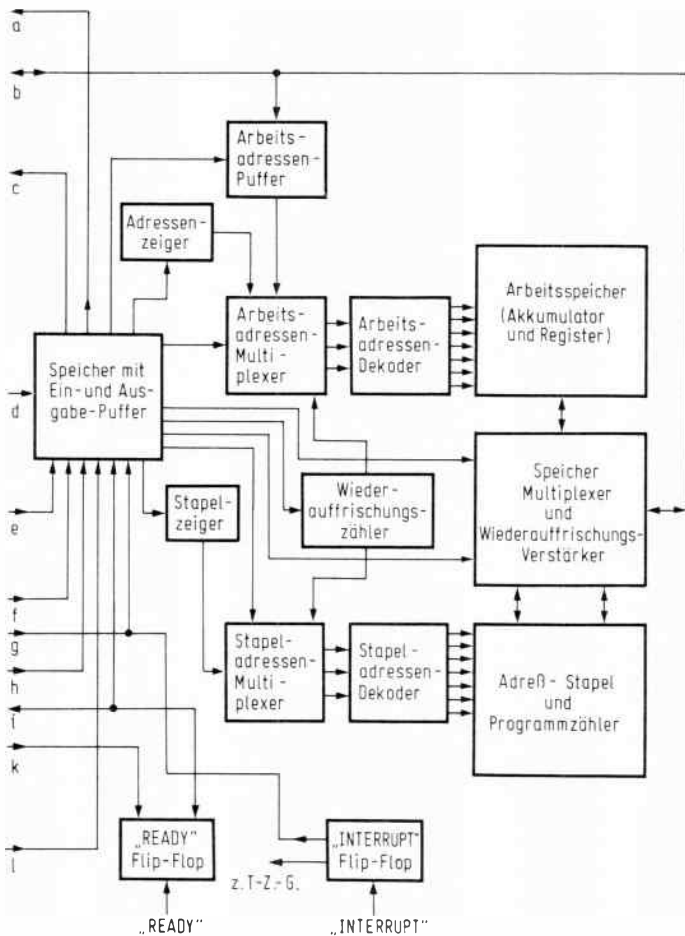 a
b
Arbeits-
adressen-
Puffer
c
Adressen-
zeiger
Arbeitsspeicher
(Akkumulator
und Register)
Arbeits-
adressen-
Multi-
plexer
Arbeits-
adressen-
Dekoder
Speicher mit
Ein-und Aus-
gabe-Puffer
d
Speicher
Multiplexer
und
Wiederauffrischungs-
Verstärker
Wieder-
auffrischungs-
zähler
Stapel-
zeiger
e
f
g
h
i
k
l
Stapel-
adressen-
Multi-
plexer
Stapel-
adressen-
Dekoder
Adreß - Stapel
und
Programmzähler
„READY"
Flip-Flop
„INTERRUPT"
Flip-Flop
z. T-Z.-G.
„READY"
„INTERRUPT"